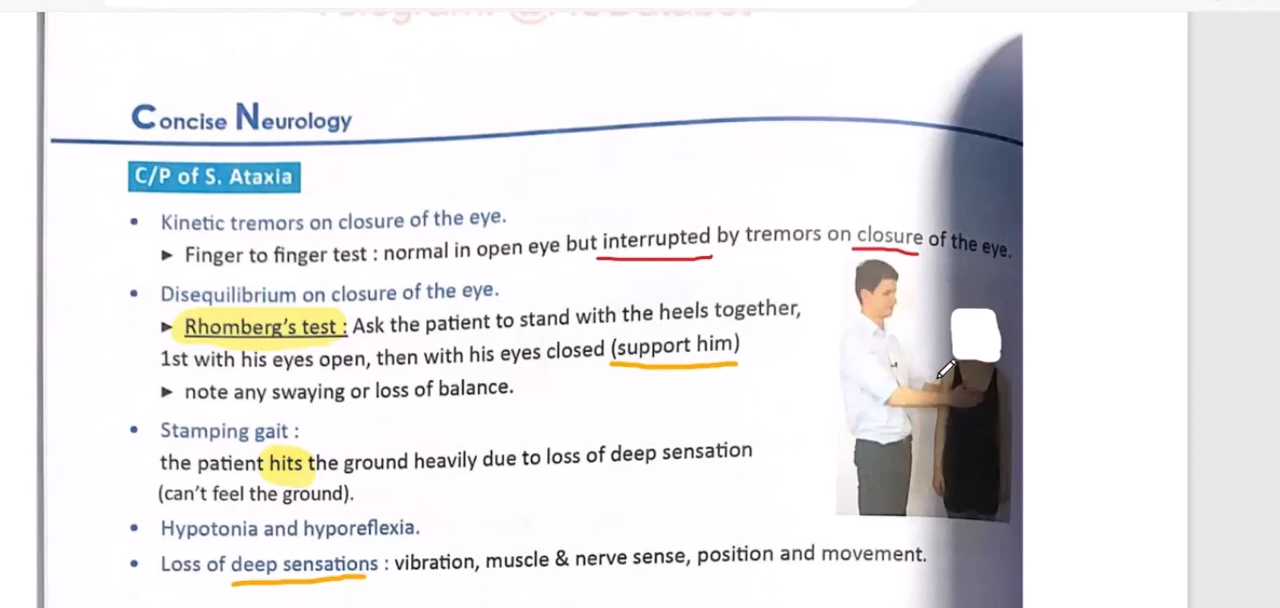 Concise Neurology
C/P of S. Ataxia
• Kinetic tremors on closure of the eye.
► Finger to finger test : normal in open eye but interrupted by tremors on closure of the eye.
• Disequilibrium on closure of the eye.
► Rhomberg's test : Ask the patient to stand with the heels together,
1st with his eyes open, then with his eyes closed (support him)
► note any swaying or loss of balance.
• Stamping gait :
the patient hits the ground heavily due to loss of deep sensation
(can't feel the ground).
• Hypotonia and hyporeflexia.
• Loss of deep sensations : vibration, muscle & nerve sense, position and movement.